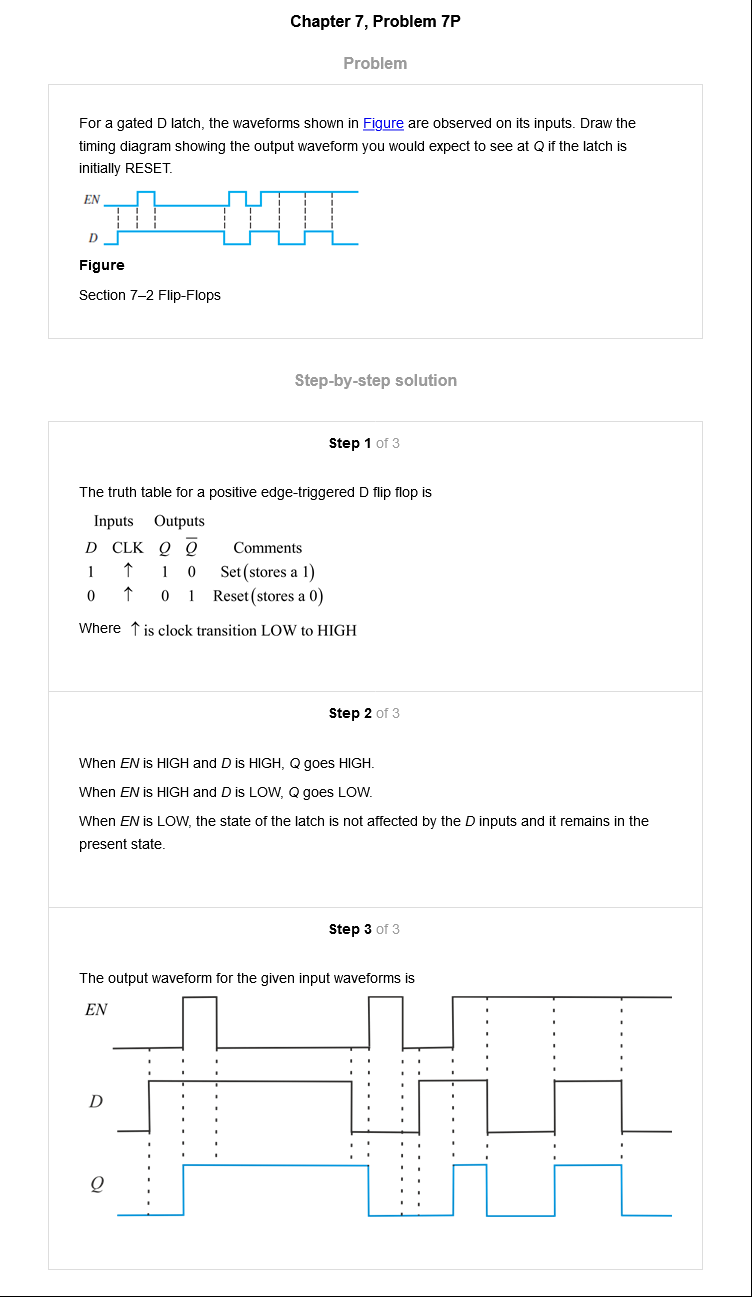 Chapter 7, Problem 7P
Problem
For a gated D latch, the waveforms shown in Figure are observed on its inputs. Draw the
timing diagram showing the output waveform you would expect to see at Q if the latch is
initially RESET.
EN
D
Figure
Section 7–2 Flip-Flops
Step-by-step solution
Step 1 of 3
The truth table for a positive edge-triggered D flip flop is
Inputs Outputs
D CLK Q Q̅ Comments
1 ↑ 1 0 Set(stores a 1)
0 ↑ 0 1 Reset(stores a 0)
Where ↑ is clock transition LOW to HIGH
Step 2 of 3
When EN is HIGH and D is HIGH, Q goes HIGH.
When EN is HIGH and D is LOW, Q goes LOW.
When EN is LOW, the state of the latch is not affected by the D inputs and it remains in the
present state.
Step 3 of 3
The output waveform for the given input waveforms is
EN
D
Q